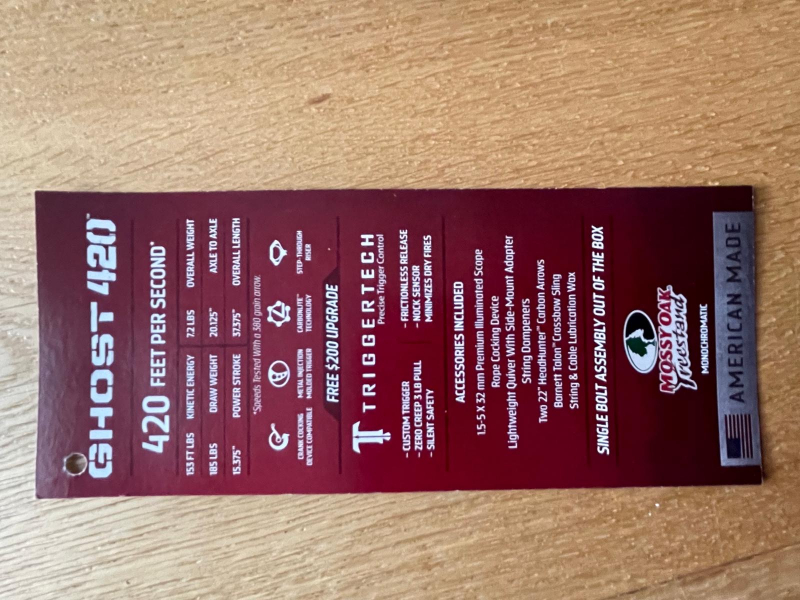 GHOST 420™
420 FEET PER SECOND*
153 FT LBS KINETIC ENERGY 7.2 LBS OVERALL WEIGHT
185 LBS DRAW WEIGHT 20.125" AXLE TO AXLE
15.375" POWER STROKE 37.375" OVERALL LENGTH
*Speeds Tested With a 380 grain arrow.
CRANK COCKING
DEVICE COMPATIBLE
METAL INJECTION
MOLDED TRIGGER
CARBONLITE™
TECHNOLOGY
STEP-THROUGH
RISER
FREE $200 UPGRADE
TRIGGERTECH
Precise Trigger Control
– CUSTOM TRIGGER
– ZERO CREEP 3 LB PULL
– SILENT SAFETY
– FRICTIONLESS RELEASE
– NOCK SENSOR
MINIMIZES DRY FIRES
ACCESSORIES INCLUDED
1.5-5 X 32 mm Premium Illuminated Scope
Rope Cocking Device
Lightweight Quiver With Side-Mount Adapter
String Dampeners
Two 22" HeadHunter™ Carbon Arrows
Barnett Talon™ Crossbow Sling
String & Cable Lubrication Wax
SINGLE BOLT ASSEMBLY OUT OF THE BOX
MOSSY OAK
Treestand
MONOCHROMATIC
AMERICAN MADE